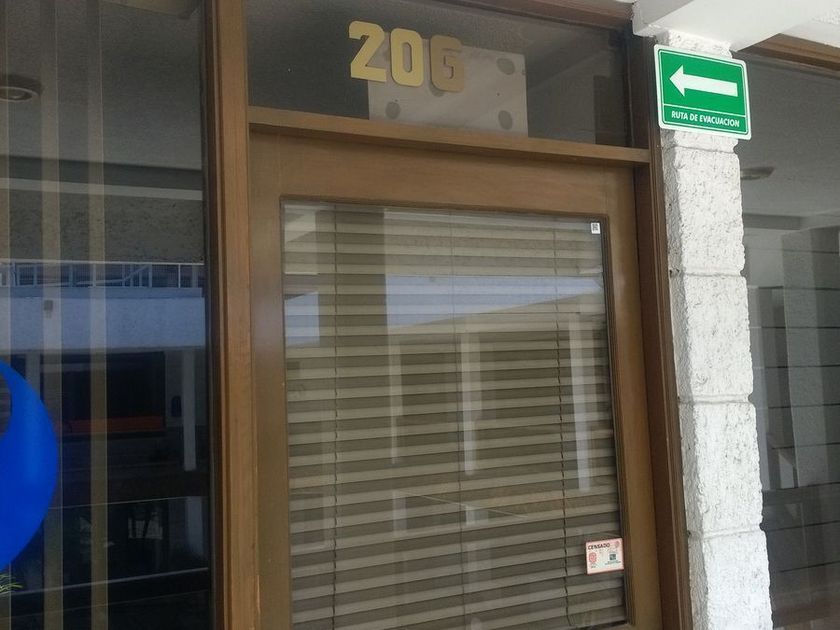 206
RUTA DE EVACUACION
CENSADO